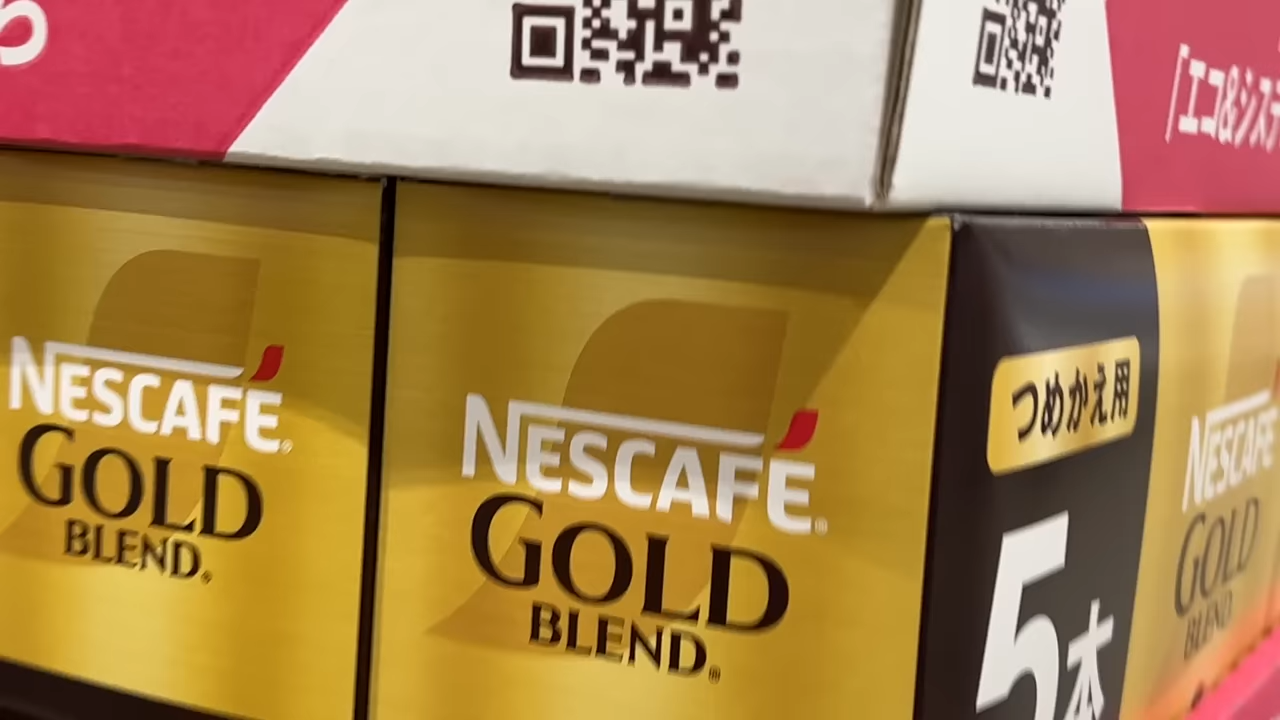 「エコ&システ
NESCAFÉ
GOLD
BLEND®
NESCAFÉ®
GOLD
BLEND®
つめかえ用
5本
NESCAFÉ
GOLD
BLEND